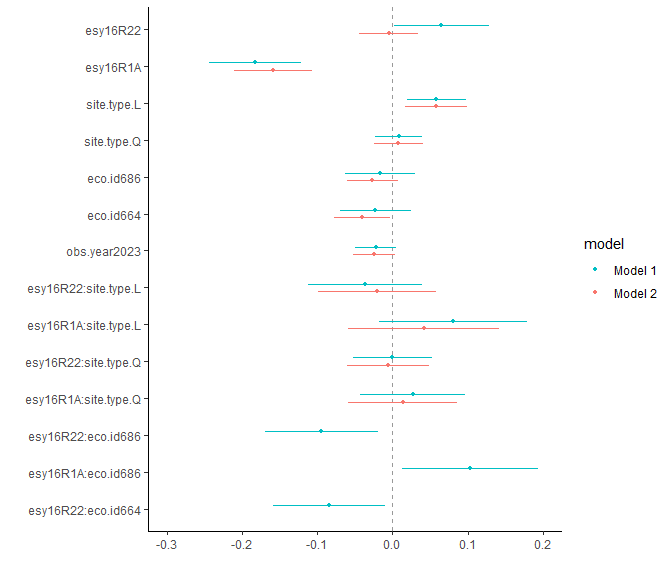 esy16R22
esy16R1A
site.type.L
site.type.Q
eco.id686
eco.id664
obs.year2023
esy16R22:site.type.L
esy16R1A:site.type.L
esy16R22:site.type.Q
esy16R1A:site.type.Q
esy16R22:eco.id686
esy16R1A:eco.id686
esy16R22:eco.id664
-0.3 -0.2 -0.1 0.0 0.1 0.2
model
Model 1
Model 2